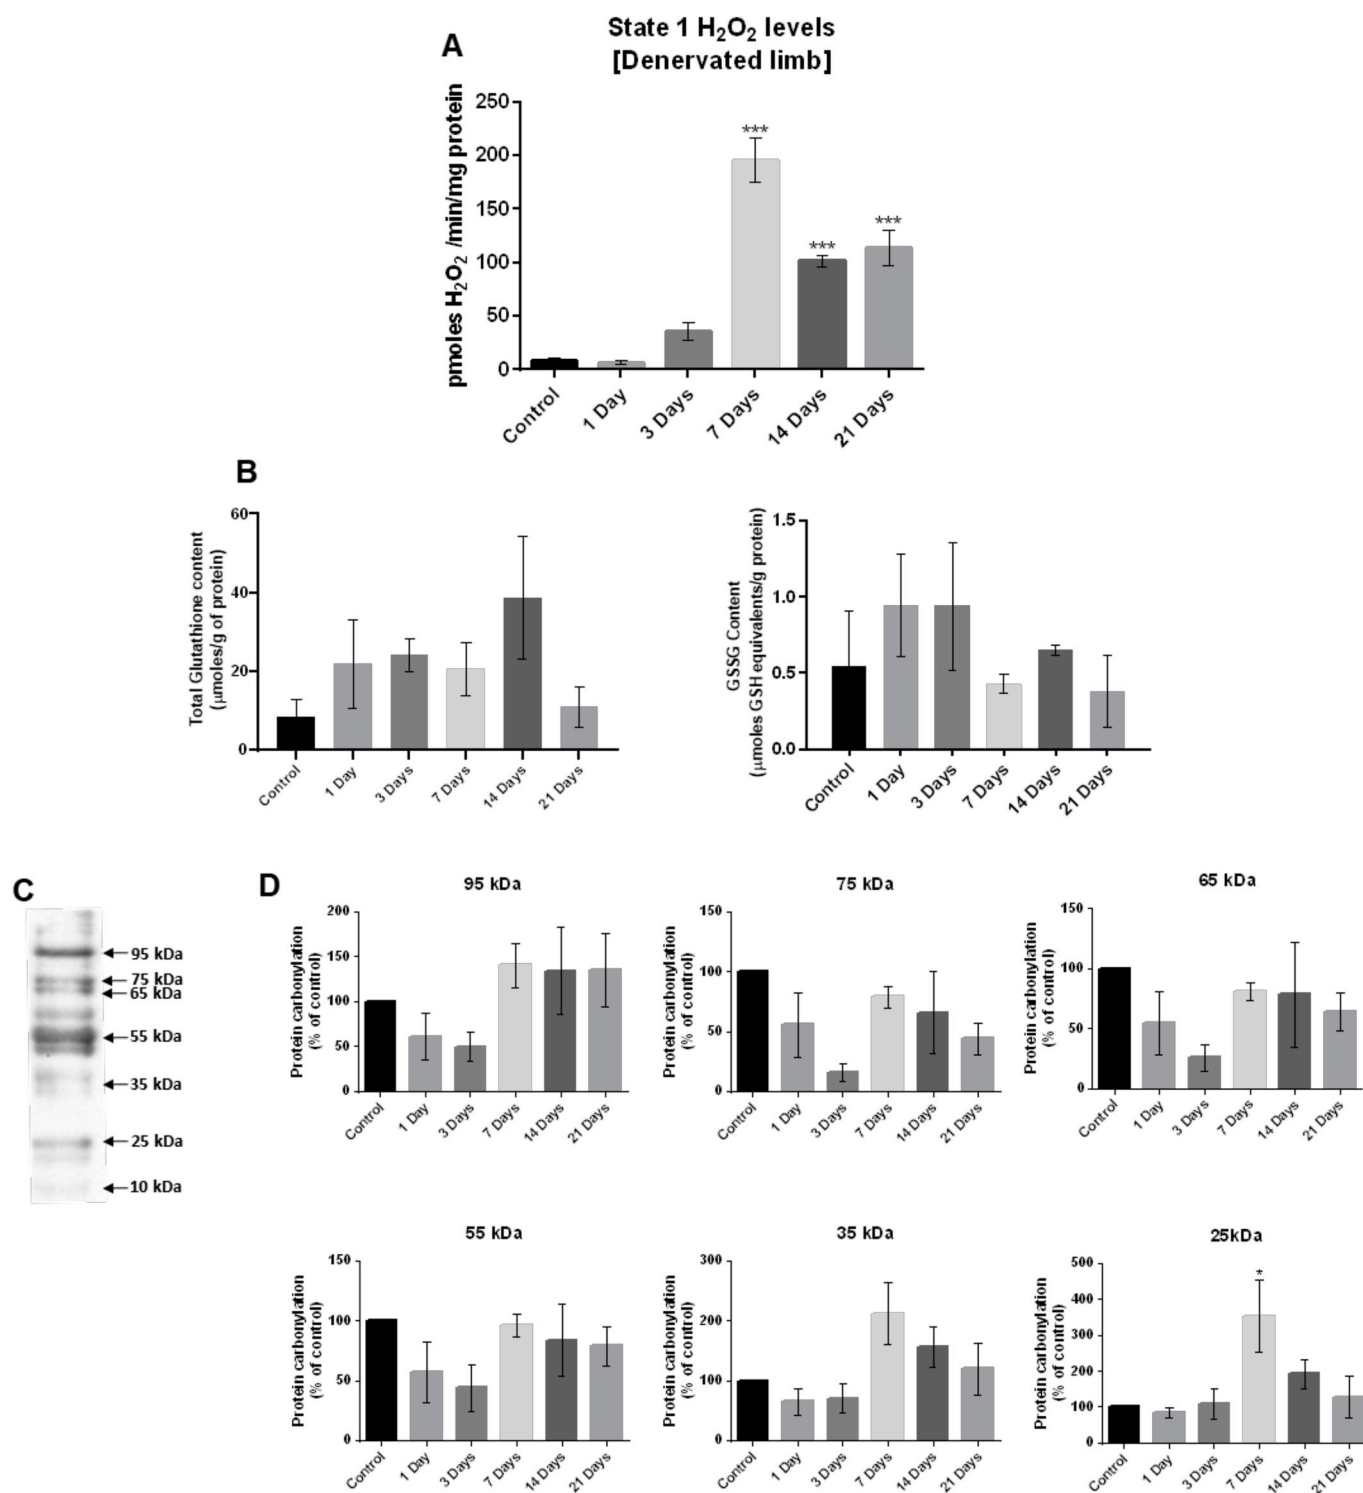 A
State 1 H₂O₂ levels
[Denervated limb]
pmoles H₂O₂ /min/mg protein
250
200
150
100
50
0
***
***
***
Control
1 Day
3 Days
7 Days
14 Days
21 Days
B
Total Glutathione content
(μmoles/g of protein)
60
40
20
0
Control
1 Day
3 Days
7 Days
14 Days
21 Days
GSSG Content
(μmoles GSH equivalents/g protein)
1.5
1.0
0.5
0.0
Control
1 Day
3 Days
7 Days
14 Days
21 Days
C
95 kDa
75 kDa
65 kDa
55 kDa
35 kDa
25 kDa
10 kDa
D
95 kDa
Protein carbonylation
(% of control)
200
150
100
50
0
Control
1 Day
3 Days
7 Days
14 Days
21 Days
75 kDa
Protein carbonylation
(% of control)
150
100
50
0
Control
1 Day
3 Days
7 Days
14 Days
21 Days
65 kDa
Protein carbonylation
(% of control)
150
100
50
0
Control
1 Day
3 Days
7 Days
14 Days
21 Days
55 kDa
Protein carbonylation
(% of control)
150
100
50
0
Control
1 Day
3 Days
7 Days
14 Days
21 Days
35 kDa
Protein carbonylation
(% of control)
300
200
100
0
Control
1 Day
3 Days
7 Days
14 Days
21 Days
25kDa
Protein carbonylation
(% of control)
500
400
300
200
100
0
*
Control
1 Day
3 Days
7 Days
14 Days
21 Days